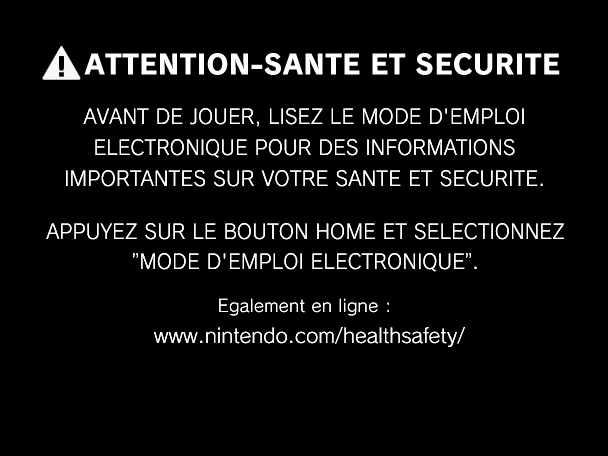 ATTENTION-SANTE ET SECURITE
AVANT DE JOUER, LISEZ LE MODE D'EMPLOI
ELECTRONIQUE POUR DES INFORMATIONS
IMPORTANTES SUR VOTRE SANTE ET SECURITE.
APPUYEZ SUR LE BOUTON HOME ET SELECTIONNEZ
"MODE D'EMPLOI ELECTRONIQUE".
Egalement en ligne :
www.nintendo.com/healthsafety/